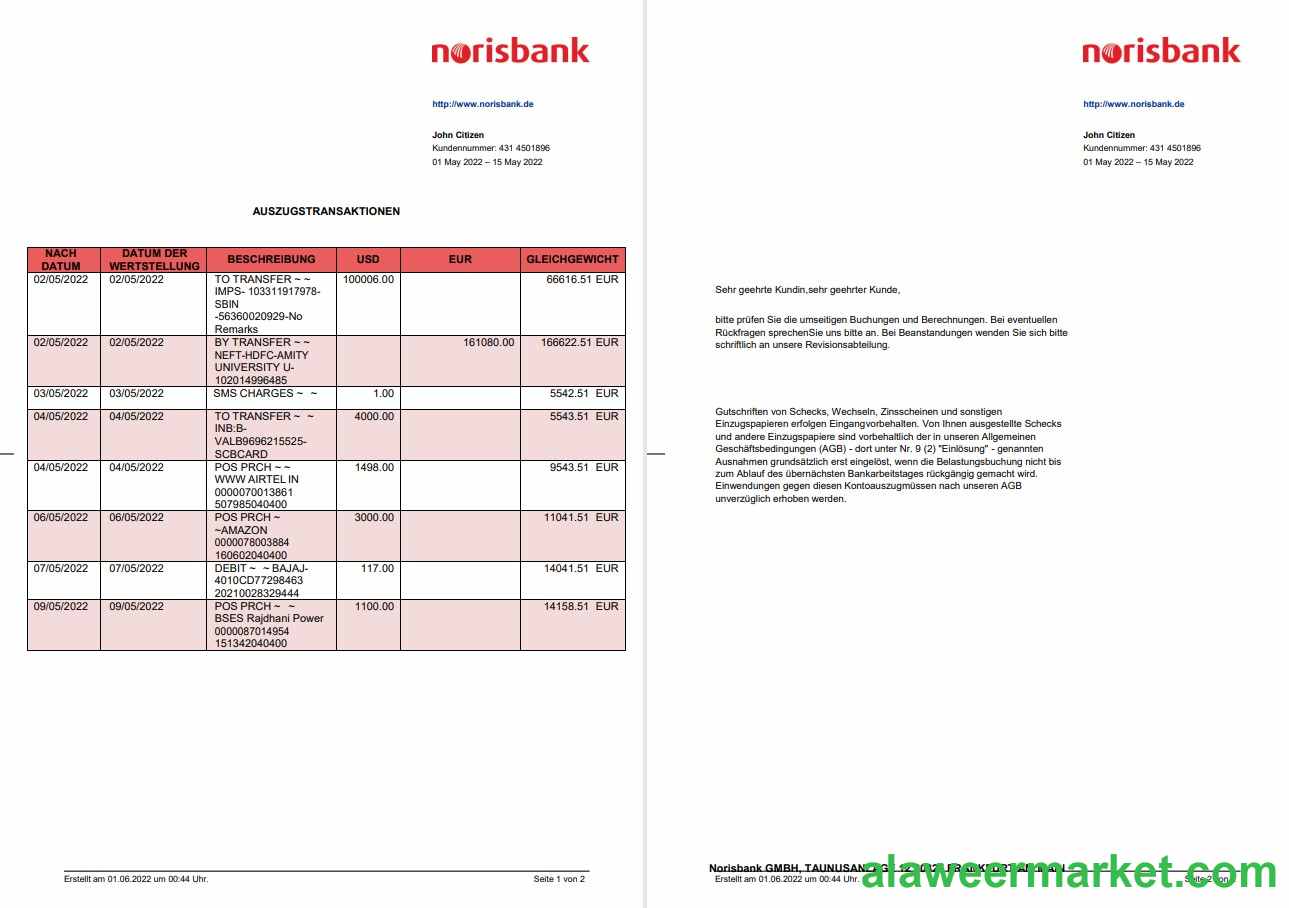 norisbank
http://www.norisbank.de
John Citizen
Kundennummer: 431 4501896
01 May 2022 – 15 May 2022
AUSZUGSTRANSAKTIONEN
NACH DATUM DATUM DER WERTSTELLUNG BESCHREIBUNG USD EUR GLEICHGEWICHT
02/05/2022 02/05/2022 TO TRANSFER ~ ~ 100006.00 66616.51 EUR
IMPS- 103311917978-
SBIN
-56360020929-No
Remarks
02/05/2022 02/05/2022 BY TRANSFER ~ ~ 161080.00 166622.51 EUR
NEFT-HDFC-AMITY
UNIVERSITY U-
102014996485
03/05/2022 03/05/2022 SMS CHARGES ~ ~ 1.00 5542.51 EUR
04/05/2022 04/05/2022 TO TRANSFER ~ ~ 4000.00 5543.51 EUR
INB:B-
VALB9696215525-
SCBCARD
04/05/2022 04/05/2022 POS PRCH ~ ~ 1498.00 9543.51 EUR
WWW AIRTEL IN
0000070013861
507985040400
06/05/2022 06/05/2022 POS PRCH ~ 3000.00 11041.51 EUR
~AMAZON
0000078003884
160602040400
07/05/2022 07/05/2022 DEBIT ~ ~ BAJAJ- 117.00 14041.51 EUR
4010CD77298463
20210028329444
09/05/2022 09/05/2022 POS PRCH ~ ~ 1100.00 14158.51 EUR
BSES Rajdhani Power
0000087014954
151342040400
Erstellt am 01.06.2022 um 00:44 Uhr. Seite 1 von 2
norisbank
http://www.norisbank.de
John Citizen
Kundennummer: 431 4501896
01 May 2022 – 15 May 2022
Sehr geehrte Kundin,sehr geehrter Kunde,
bitte prüfen Sie die umseitigen Buchungen und Berechnungen. Bei eventuellen
Rückfragen sprechenSie uns bitte an. Bei Beanstandungen wenden Sie sich bitte
schriftlich an unsere Revisionsabteilung.
Gutschriften von Schecks, Wechseln, Zinsscheinen und sonstigen
Einzugspapieren erfolgen Eingangvorbehalten. Von Ihnen ausgestellte Schecks
und andere Einzugspapiere sind vorbehaltlich der in unseren Allgemeinen
Geschäftsbedingungen (AGB) - dort unter Nr. 9 (2) "Einlösung" - genannten
Ausnahmen grundsätzlich erst eingelöst, wenn die Belastungsbuchung nicht bis
zum Ablauf des übernächsten Bankarbeitstages rückgängig gemacht wird.
Einwendungen gegen diesen Kontoauszugmüssen nach unseren AGB
unverzüglich erhoben werden.
Norisbank GMBH, FRANKFURT AM MAIN
Erstellt am 01.06.2022 um 00:44 Uhr. Seite 2 von
alaweermarket.com